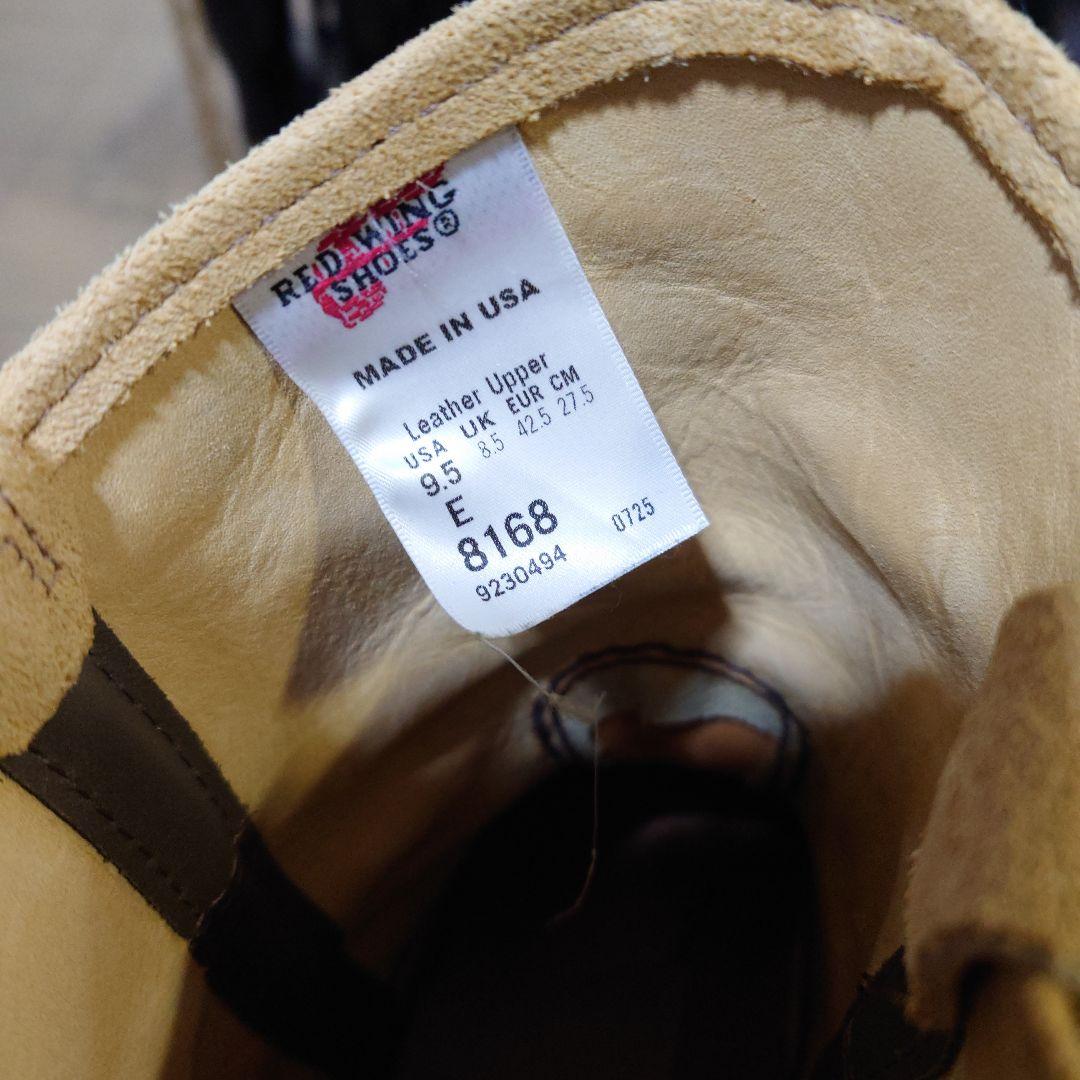 RED WING
SHOES®
MADE IN USA
Leather Upper
USA UK EUR CM
9.5 8.5 42.5 27.5
E
8168 0725
9230494